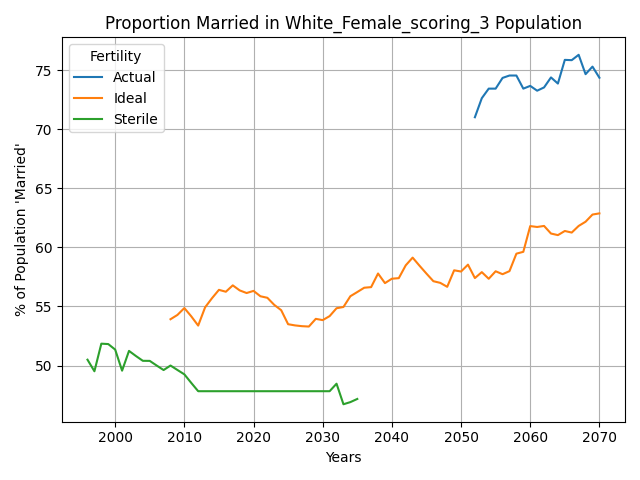 Proportion Married in White_Female_scoring_3 Population
Fertility
Actual
Ideal
Sterile
% of Population 'Married'
75
70
65
60
55
50
2000 2010 2020 2030 2040 2050 2060 2070
Years